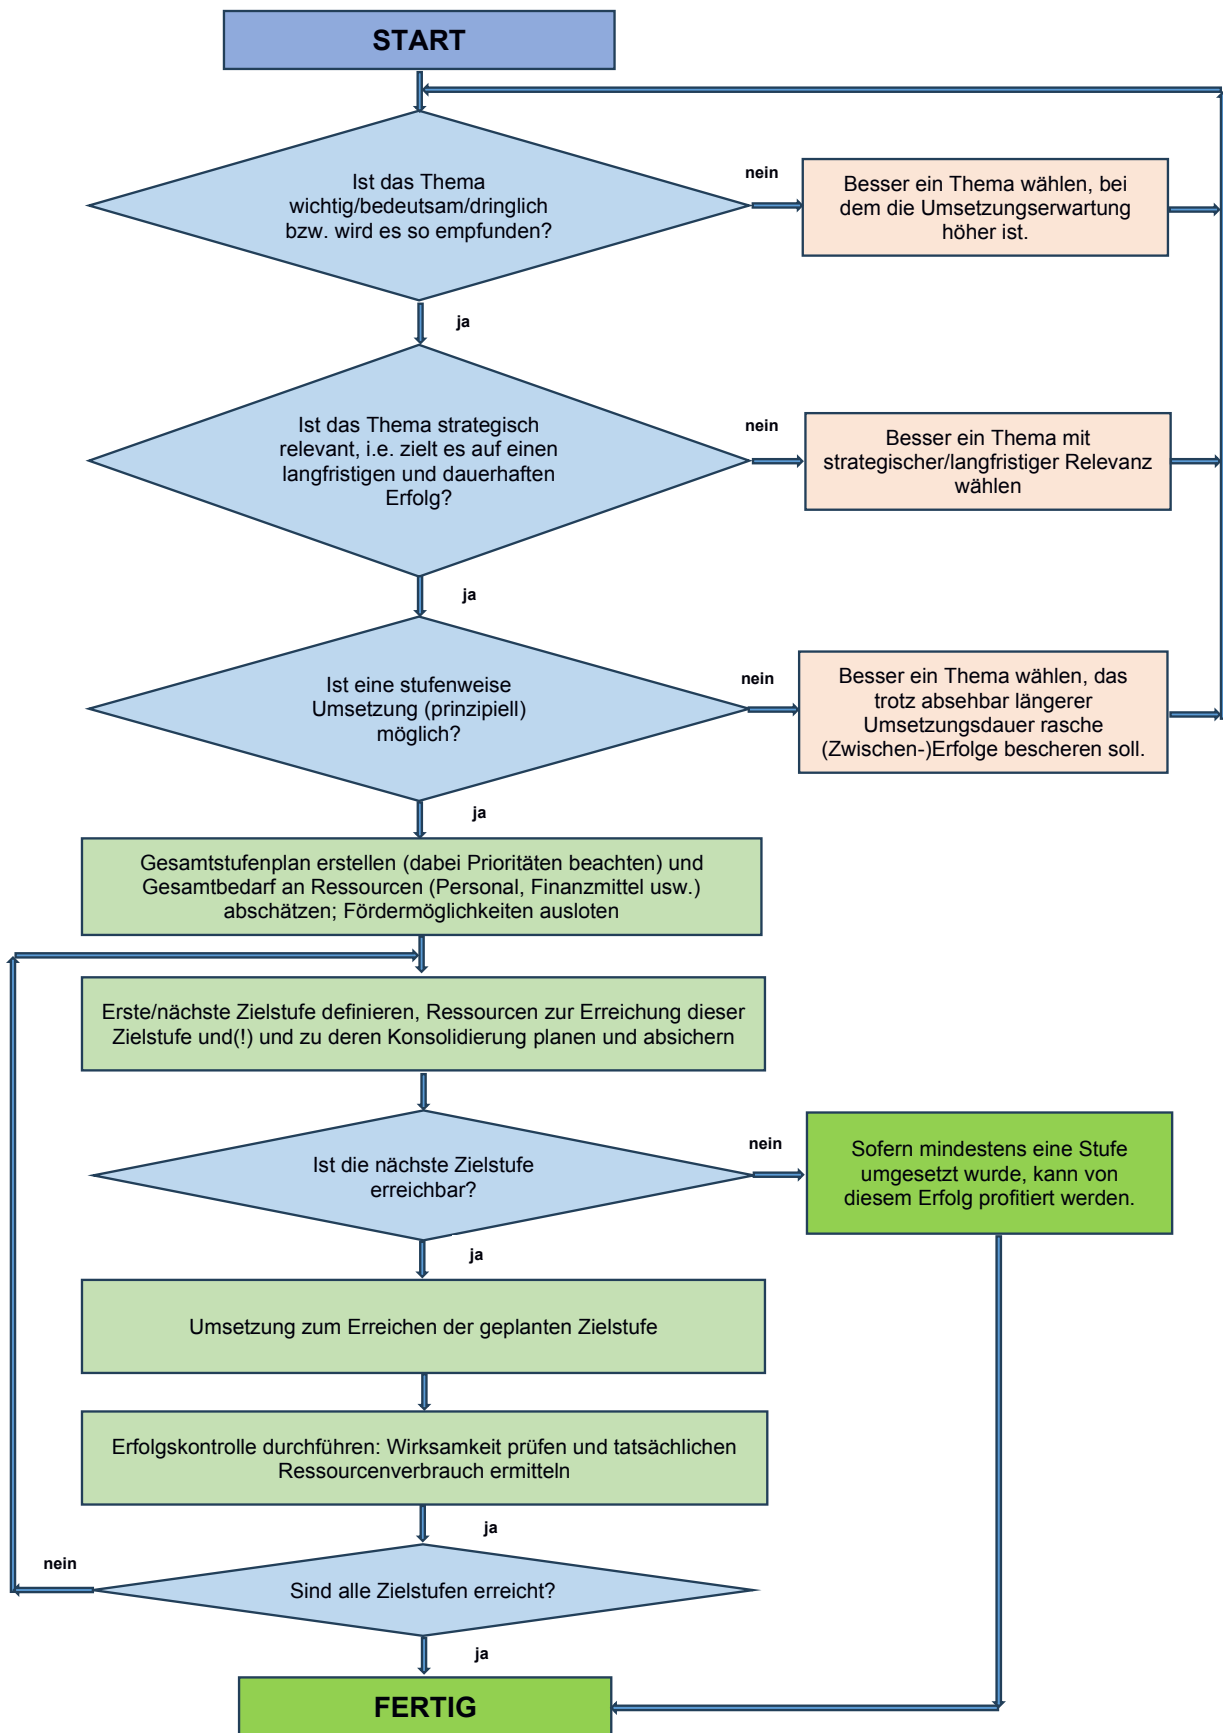 START
Ist das Thema
wichtig/bedeutsam/dringlich
bzw. wird es so empfunden?
nein
Besser ein Thema wählen, bei
dem die Umsetzungserwartung
höher ist.
ja
Ist das Thema strategisch
relevant, i.e. zielt es auf einen
langfristigen und dauerhaften
Erfolg?
nein
Besser ein Thema mit
strategischer/langfristiger Relevanz
wählen
ja
Ist eine stufenweise
Umsetzung (prinzipiell)
möglich?
nein
Besser ein Thema wählen, das
trotz absehbar längerer
Umsetzungsdauer rasche
(Zwischen-)Erfolge bescheren soll.
ja
Gesamtstufenplan erstellen (dabei Prioritäten beachten) und
Gesamtbedarf an Ressourcen (Personal, Finanzmittel usw.)
abschätzen; Fördermöglichkeiten ausloten
Erste/nächste Zielstufe definieren, Ressourcen zur Erreichung dieser
Zielstufe und(!) und zu deren Konsolidierung planen und absichern
Ist die nächste Zielstufe
erreichbar?
nein
Sofern mindestens eine Stufe
umgesetzt wurde, kann von
diesem Erfolg profitiert werden.
ja
Umsetzung zum Erreichen der geplanten Zielstufe
Erfolgskontrolle durchführen: Wirksamkeit prüfen und tatsächlichen
Ressourcenverbrauch ermitteln
ja
nein
Sind alle Zielstufen erreicht?
ja
FERTIG